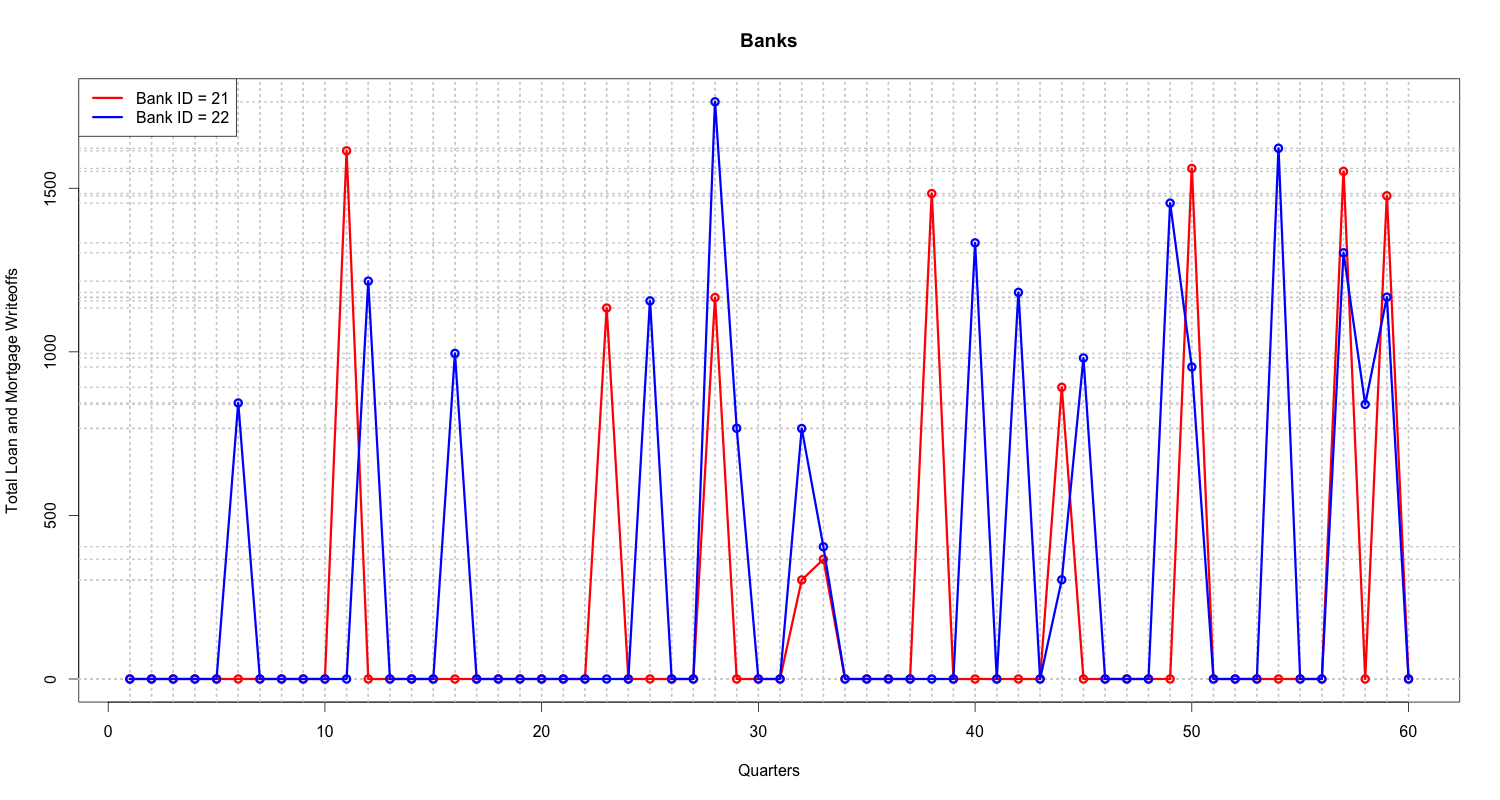 Banks
Bank ID = 21
Bank ID = 22
Total Loan and Mortgage Writeoffs
1500
1000
500
0
0 10 20 30 40 50 60
Quarters